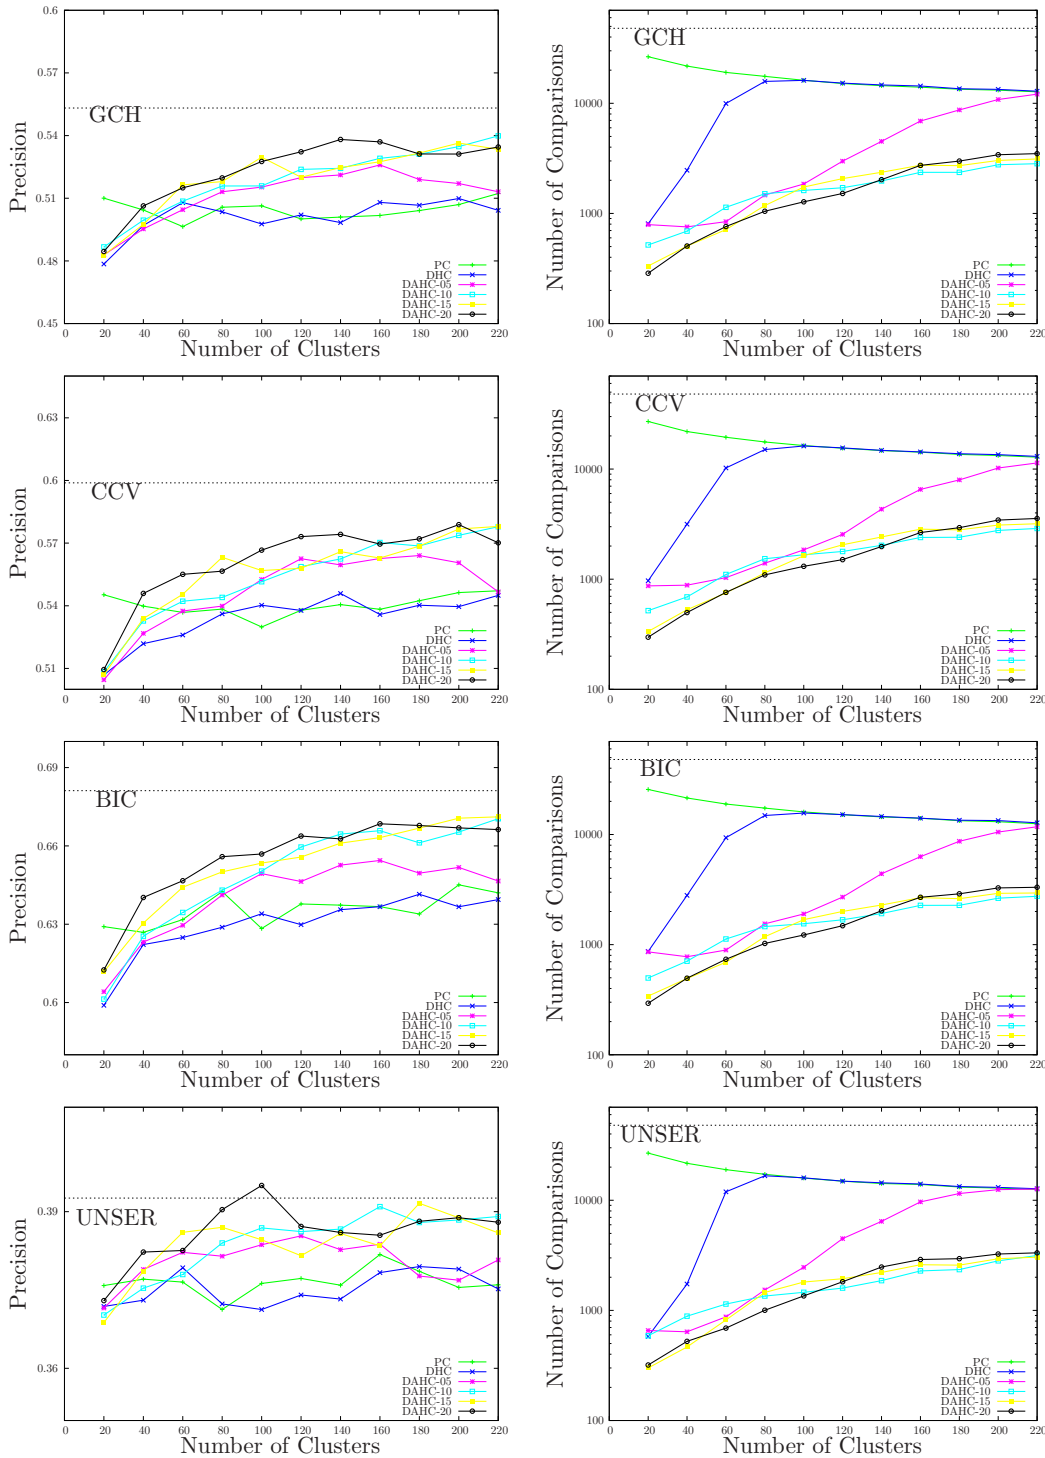 0.6
0.57
0.54
0.51
0.48
0.45
Precision
GCH
PC
DHC
DAHC-05
DAHC-10
DAHC-15
DAHC-20
0 20 40 60 80 100 120 140 160 180 200 220
Number of Clusters
10000
1000
100
Number of Comparisons
GCH
PC
DHC
DAHC-05
DAHC-10
DAHC-15
DAHC-20
20 40 60 80 100 120 140 160 180 200 220
Number of Clusters
0.63
0.6
0.57
0.54
0.51
Precision
CCV
PC
DHC
DAHC-05
DAHC-10
DAHC-15
DAHC-20
0 20 40 60 80 100 120 140 160 180 200 220
Number of Clusters
10000
1000
100
Number of Comparisons
CCV
PC
DHC
DAHC-05
DAHC-10
DAHC-15
DAHC-20
20 40 60 80 100 120 140 160 180 200 220
Number of Clusters
0.69
0.66
0.63
0.6
Precision
BIC
PC
DHC
DAHC-05
DAHC-10
DAHC-15
DAHC-20
0 20 40 60 80 100 120 140 160 180 200 220
Number of Clusters
10000
1000
100
Number of Comparisons
BIC
PC
DHC
DAHC-05
DAHC-10
DAHC-15
DAHC-20
20 40 60 80 100 120 140 160 180 200 220
Number of Clusters
0.39
0.36
Precision
UNSER
PC
DHC
DAHC-05
DAHC-10
DAHC-15
DAHC-20
0 20 40 60 80 100 120 140 160 180 200 220
Number of Clusters
10000
1000
100
Number of Comparisons
UNSER
PC
DHC
DAHC-05
DAHC-10
DAHC-15
DAHC-20
20 40 60 80 100 120 140 160 180 200 220
Number of Clusters